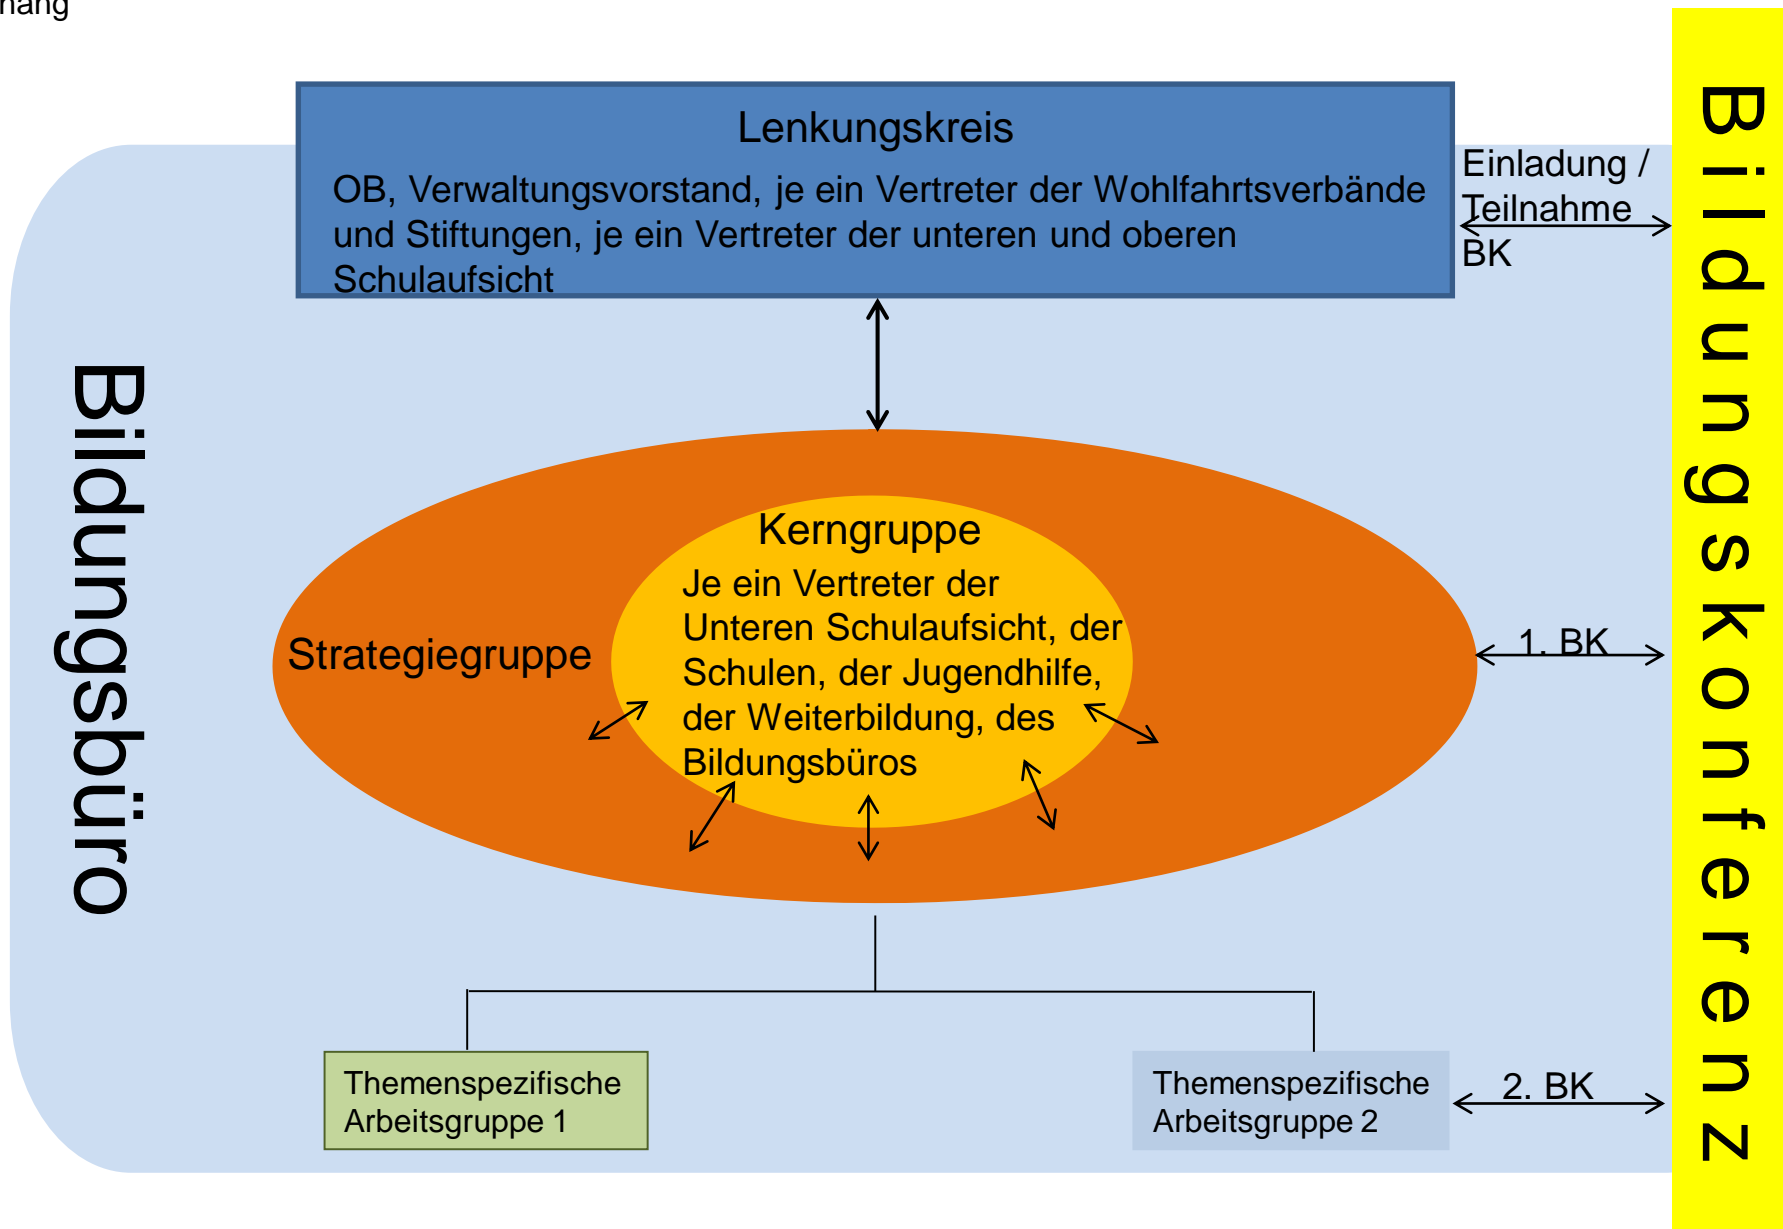 Lenkungskreis
OB, Verwaltungsvorstand, je ein Vertreter der Wohlfahrtsverbände
und Stiftungen, je ein Vertreter der unteren und oberen
Schulaufsicht
Einladung /
Teilnahme
BK
Bildungskonferenz
Bildungsbüro
Kerngruppe
Je ein Vertreter der
Unteren Schulaufsicht, der
Schulen, der Jugendhilfe,
der Weiterbildung, des
Bildungsbüros
Strategiegruppe
1. BK
Themenspezifische
Arbeitsgruppe 1
Themenspezifische
Arbeitsgruppe 2
2. BK